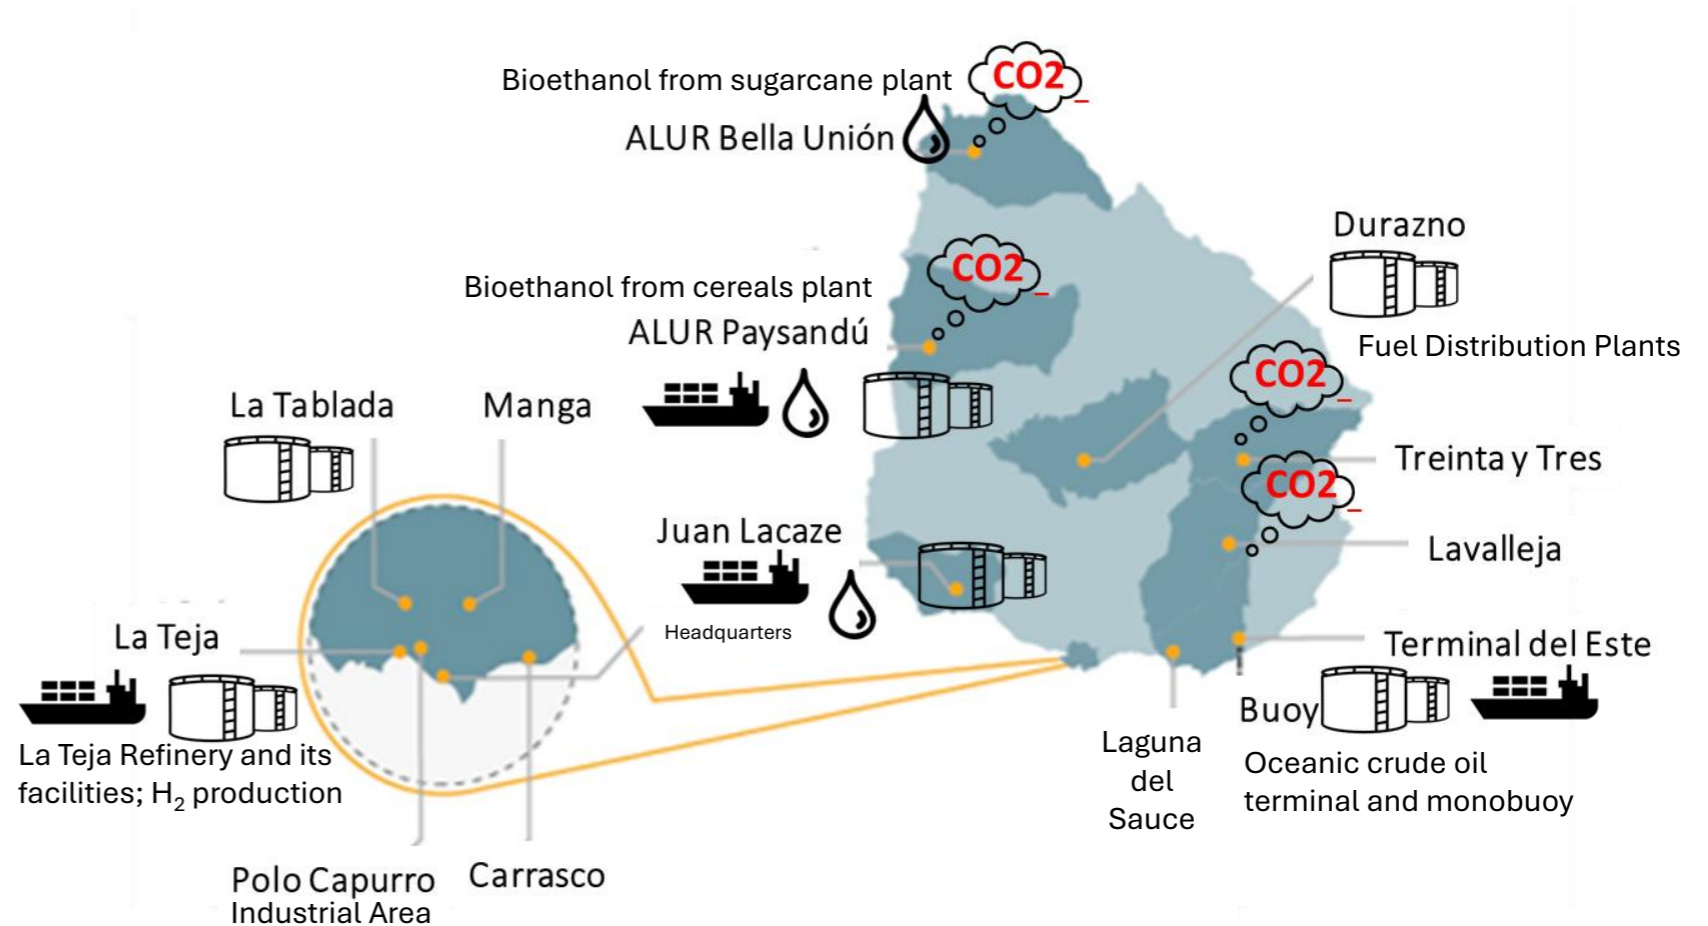 Bioethanol from sugarcane plant
CO2
ALUR Bella Unión
Durazno
CO2
Bioethanol from cereals plant
ALUR Paysandú
Fuel Distribution Plants
CO2
La Tablada
Manga
Treinta y Tres
CO2
Juan Lacaze
Lavalleja
Headquarters
La Teja
Terminal del Este
Buoy
La Teja Refinery and its
facilities; H₂ production
Laguna
del
Sauce
Oceanic crude oil
terminal and monobuoy
Polo Capurro
Industrial Area
Carrasco